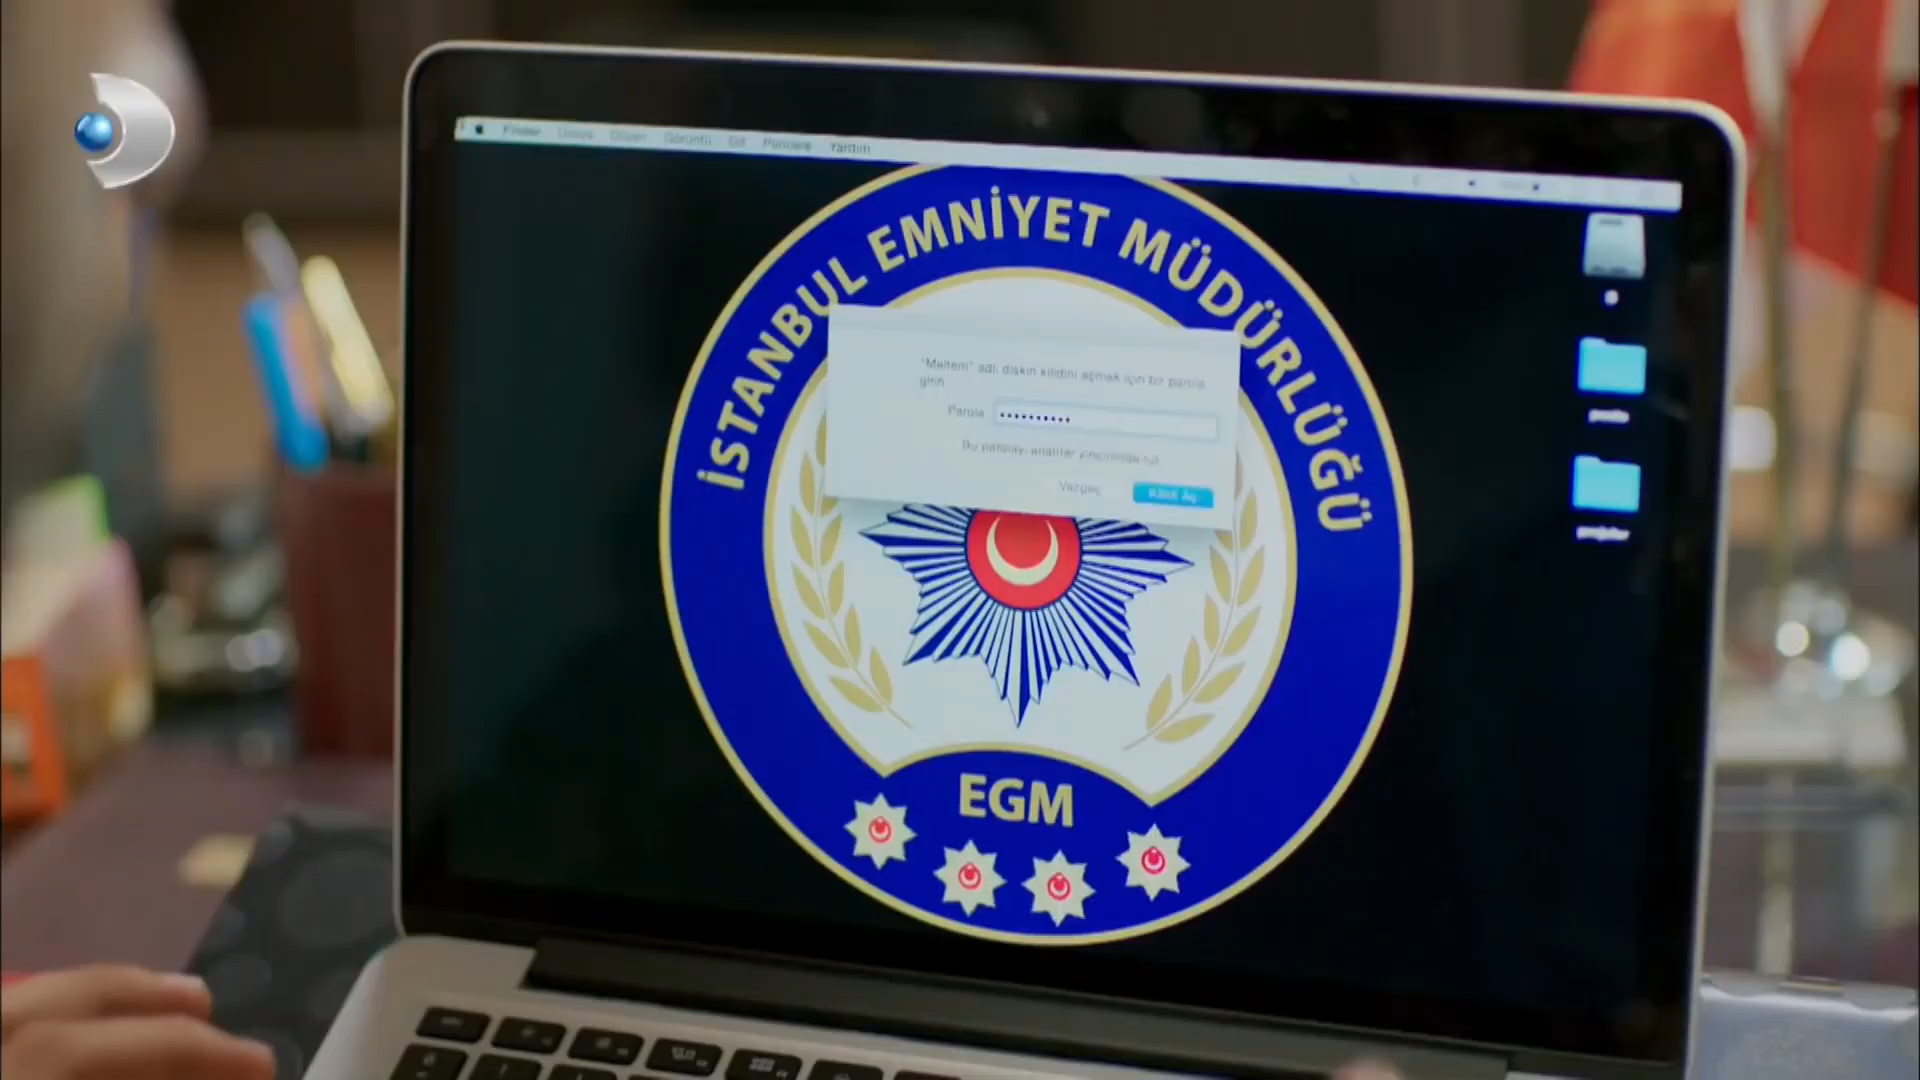 Finder Dosya Düzen Görüntü Git Pencere Yardım
İSTANBUL EMNİYET MÜDÜRLÜĞÜ
"Meltem" adlı diskin kilidini açmak için bir parola
girin.
Parola
Bu parolayı anahtar zincirimde tut
Vazgeç Kilidi Aç
EGM